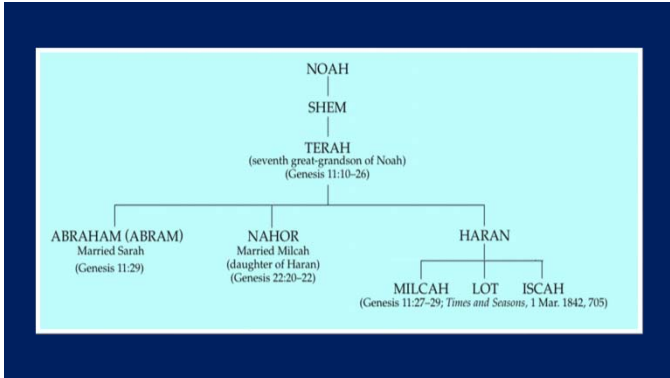 NOAH
SHEM
TERAH
(seventh great-grandson of Noah)
(Genesis 11:10–26)
ABRAHAM (ABRAM)
Married Sarah
(Genesis 11:29)
NAHOR
Married Milcah
(daughter of Haran)
(Genesis 22:20–22)
HARAN
MILCAH LOT ISCAH
(Genesis 11:27–29; Times and Seasons, 1 Mar. 1842, 705)